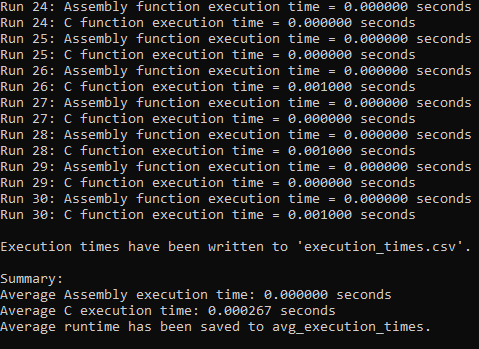 Run 24: Assembly function execution time = 0.000000 seconds
Run 24: C function execution time = 0.000000 seconds
Run 25: Assembly function execution time = 0.000000 seconds
Run 25: C function execution time = 0.000000 seconds
Run 26: Assembly function execution time = 0.000000 seconds
Run 26: C function execution time = 0.001000 seconds
Run 27: Assembly function execution time = 0.000000 seconds
Run 27: C function execution time = 0.000000 seconds
Run 28: Assembly function execution time = 0.000000 seconds
Run 28: C function execution time = 0.001000 seconds
Run 29: Assembly function execution time = 0.000000 seconds
Run 29: C function execution time = 0.000000 seconds
Run 30: Assembly function execution time = 0.000000 seconds
Run 30: C function execution time = 0.001000 seconds
Execution times have been written to 'execution_times.csv'.
Summary:
Average Assembly execution time: 0.000000 seconds
Average C execution time: 0.000267 seconds
Average runtime has been saved to avg_execution_times.